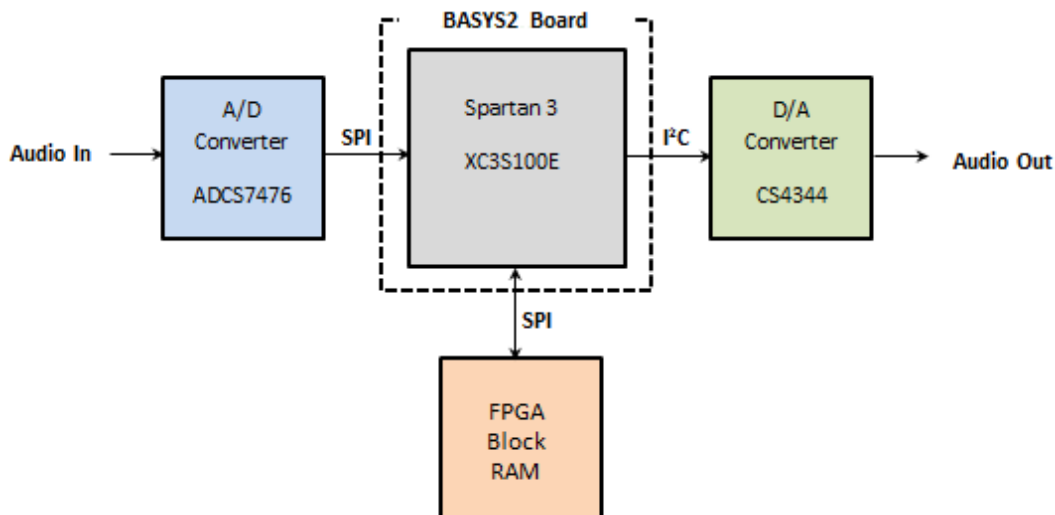 BASYS2 Board
Audio In
A/D
Converter
ADCS7476
SPI
Spartan 3
XC3S100E
I²C
D/A
Converter
CS4344
Audio Out
SPI
FPGA
Block
RAM